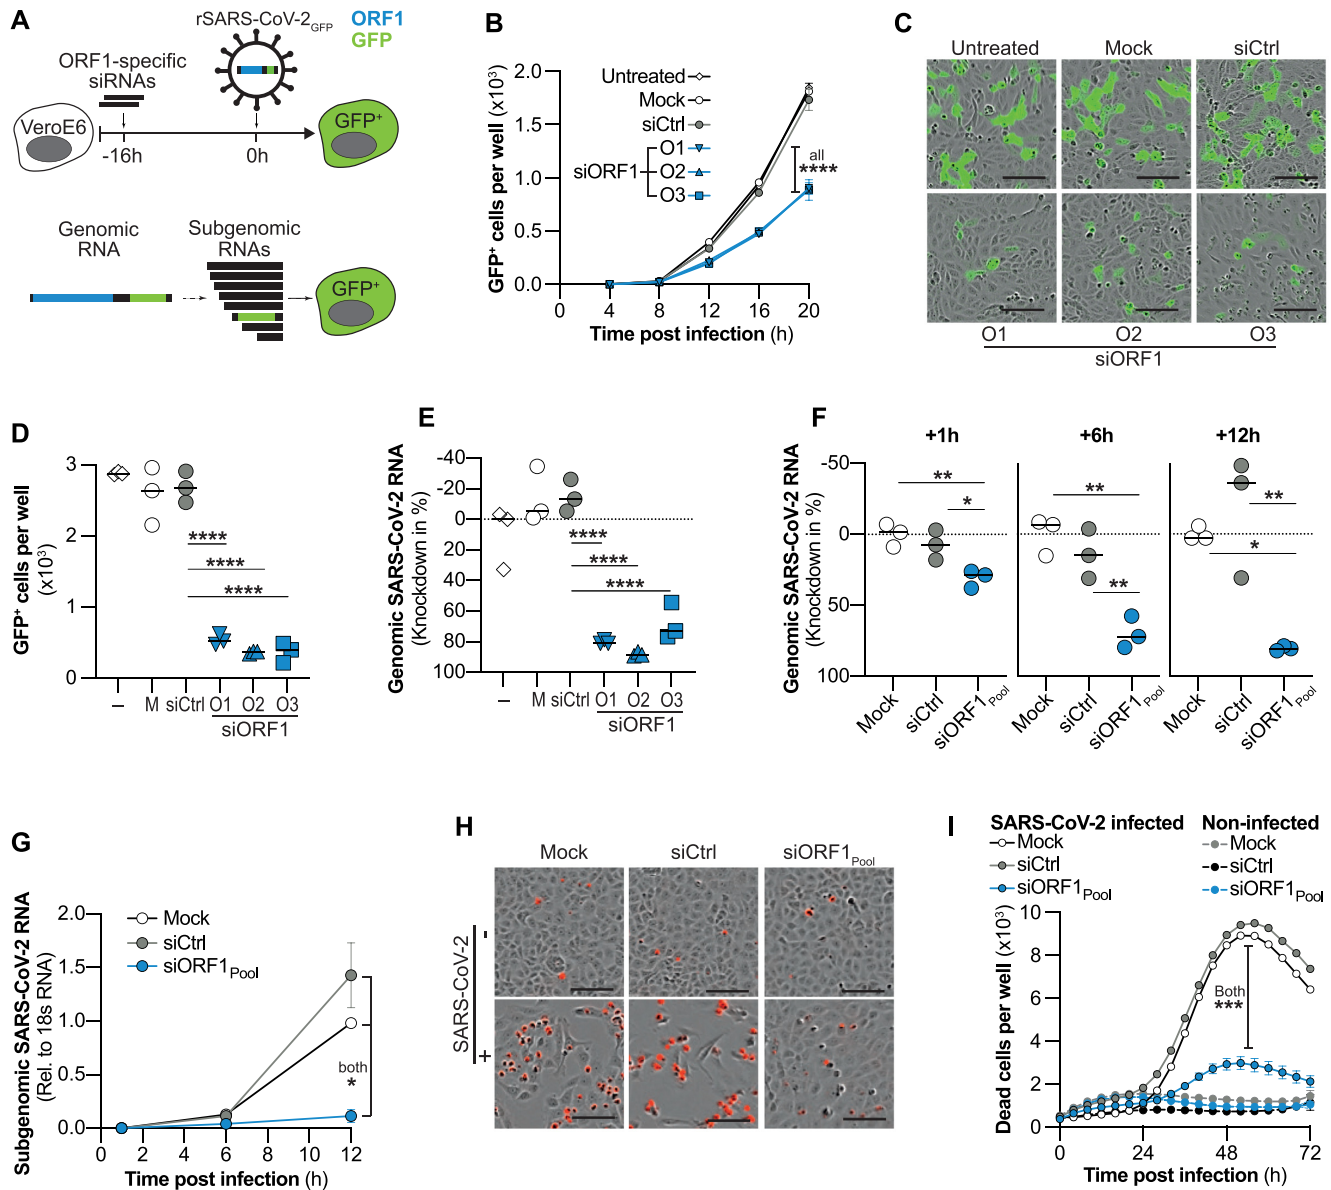 A
rSARS-CoV-2GFP
ORF1
GFP
ORF1-specific
siRNAs
VeroE6
GFP+
-16h
0h
Genomic
RNA
Subgenomic
RNAs
GFP+
B
GFP+ cells per well (x10³)
2.0
1.5
1.0
0.5
0.0
Untreated
Mock
siCtrl
siORF1
O1
O2
O3
all
****
0
4
8
12
16
20
Time post infection (h)
C
Untreated
Mock
siCtrl
O1
O2
O3
siORF1
D
GFP+ cells per well
(x10³)
3
2
1
0
****
****
****
–
M
siCtrl
O1
O2
O3
siORF1
E
Genomic SARS-CoV-2 RNA
(Knockdown in %)
-40
-20
0
20
40
60
80
100
****
****
****
–
M
siCtrl
O1
O2
O3
siORF1
F
Genomic SARS-CoV-2 RNA
(Knockdown in %)
+1h
+6h
+12h
-50
0
50
100
**
*
**
**
**
*
Mock
siCtrl
siORF1Pool
Mock
siCtrl
siORF1Pool
Mock
siCtrl
siORF1Pool
G
Subgenomic SARS-CoV-2 RNA
(Rel. to 18s RNA)
2.0
1.5
1.0
0.5
0.0
Mock
siCtrl
siORF1Pool
both
*
0
2
4
6
8
10
12
Time post infection (h)
H
Mock
siCtrl
siORF1Pool
SARS-CoV-2
-
+
I
SARS-CoV-2 infected
Mock
siCtrl
siORF1Pool
Non-infected
Mock
siCtrl
siORF1Pool
Dead cells per well (x10³)
10
8
6
4
2
0
Both
***
0
24
48
72
Time post infection (h)